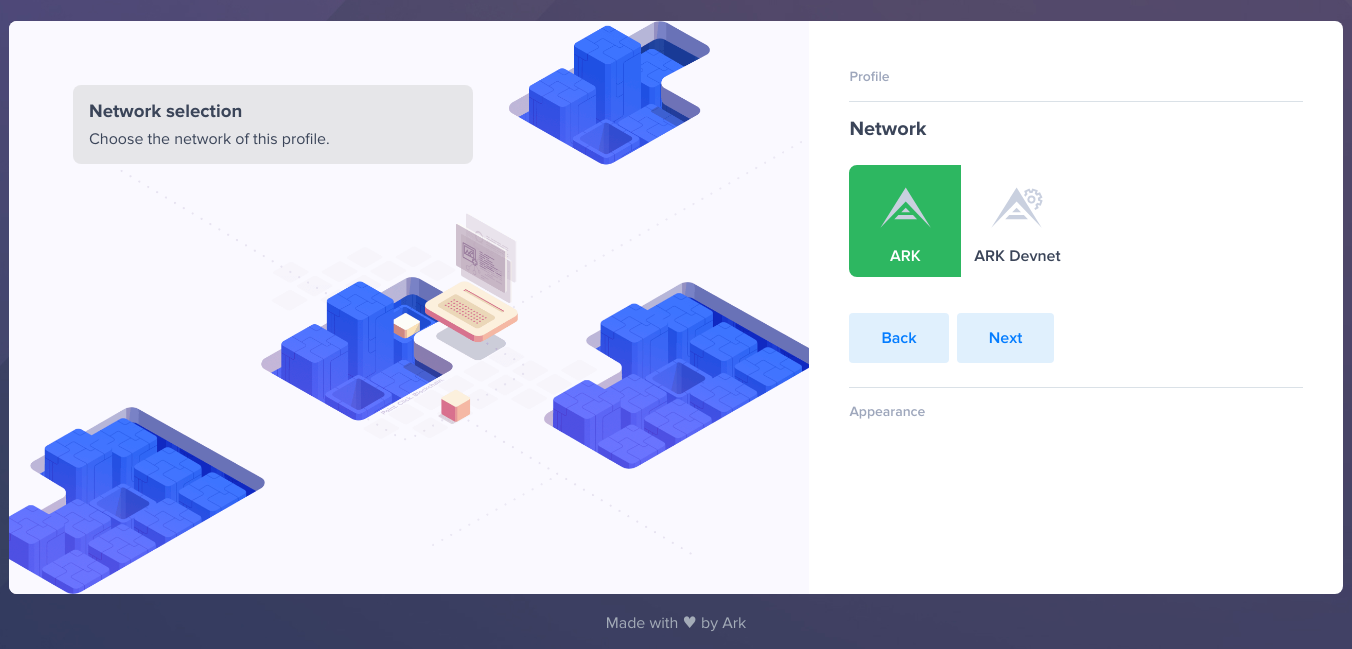 Network selection
Choose the network of this profile.
Profile
Network
ARK
ARK Devnet
Back
Next
Appearance
Made with ♥ by Ark